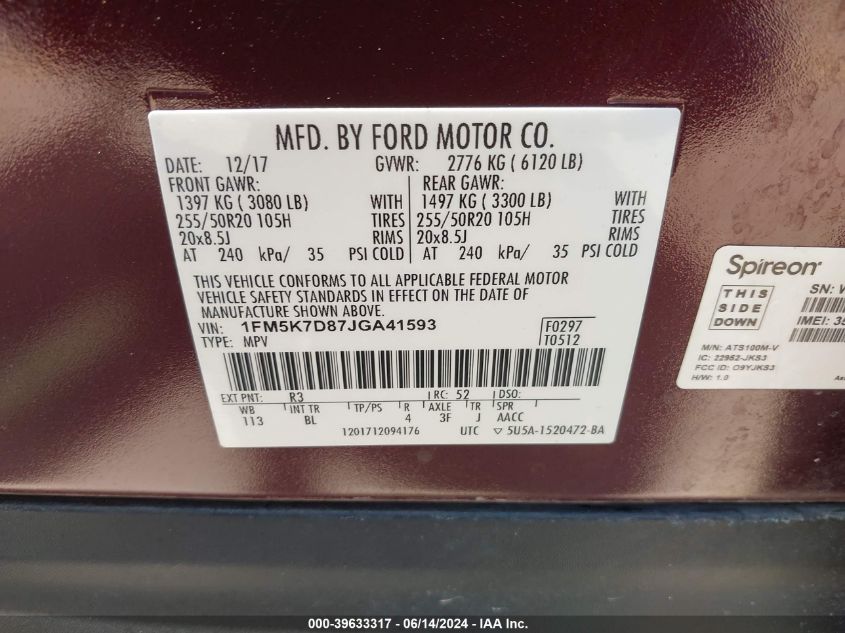 MFD. BY FORD MOTOR CO.
DATE: 12/17 GVWR: 2776 KG ( 6120 LB)
FRONT GAWR: REAR GAWR:
1397 KG ( 3080 LB) WITH 1497 KG ( 3300 LB) WITH
255/50R20 105H TIRES 255/50R20 105H TIRES
20x8.5J RIMS 20x8.5J RIMS
AT 240 kPa/ 35 PSI COLD AT 240 kPa/ 35 PSI COLD
THIS VEHICLE CONFORMS TO ALL APPLICABLE FEDERAL MOTOR
VEHICLE SAFETY STANDARDS IN EFFECT ON THE DATE OF
MANUFACTURE SHOWN ABOVE.
VIN: 1FM5K7D87JGA41593 F0297
TYPE: MPV T0512
EXT PNT: R3 RC: 52 DSO:
WB INT TR TP/PS R AXLE TR SPR
113 BL 4 3F J AACC
1201712094176 UTC 5U5A-1520472-BA
Spireon
THIS
SIDE
DOWN
SN:
IMEI: 35
M/N: ATS100M-V
IC: 22952-JKS3
FCC ID: O9YJKS3
H/W: 1.0
000-39633317 - 06/14/2024 - IAA Inc.